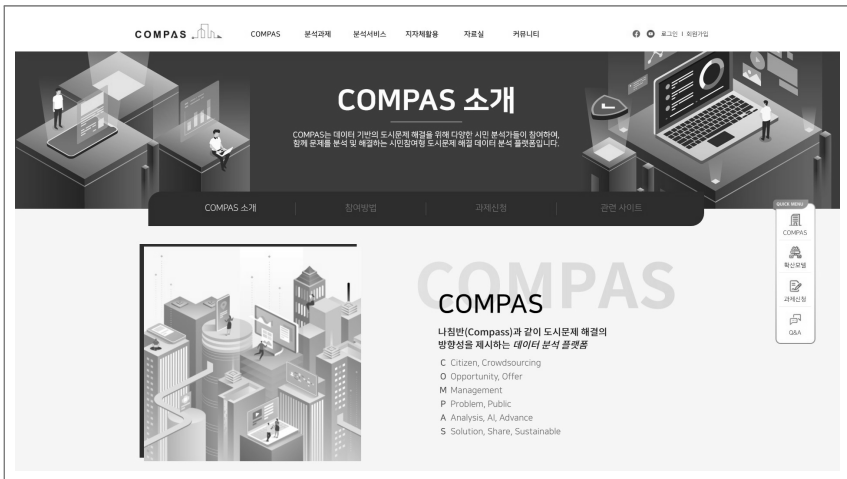 COMPAS
COMPAS 분석과제 분석서비스 지자체활용 자료실 커뮤니티
로그인 I 회원가입
COMPAS 소개
COMPAS는 데이터 기반의 도시문제 해결을 위해 다양한 시민 분석가들이 참여하여,
함께 문제를 분석 및 해결하는 시민참여형 도시문제 해결 데이터 분석 플랫폼입니다.
COMPAS 소개 참여방법 과제신청 관련 사이트
QUICK MENU
COMPAS
확산모델
과제신청
Q&A
COMPAS
COMPAS
나침반(Compass)과 같이 도시문제 해결의
방향성을 제시하는 데이터 분석 플랫폼
C Citizen, Crowdsourcing
O Opportunity, Offer
M Management
P Problem, Public
A Analysis, AI, Advance
S Solution, Share, Sustainable